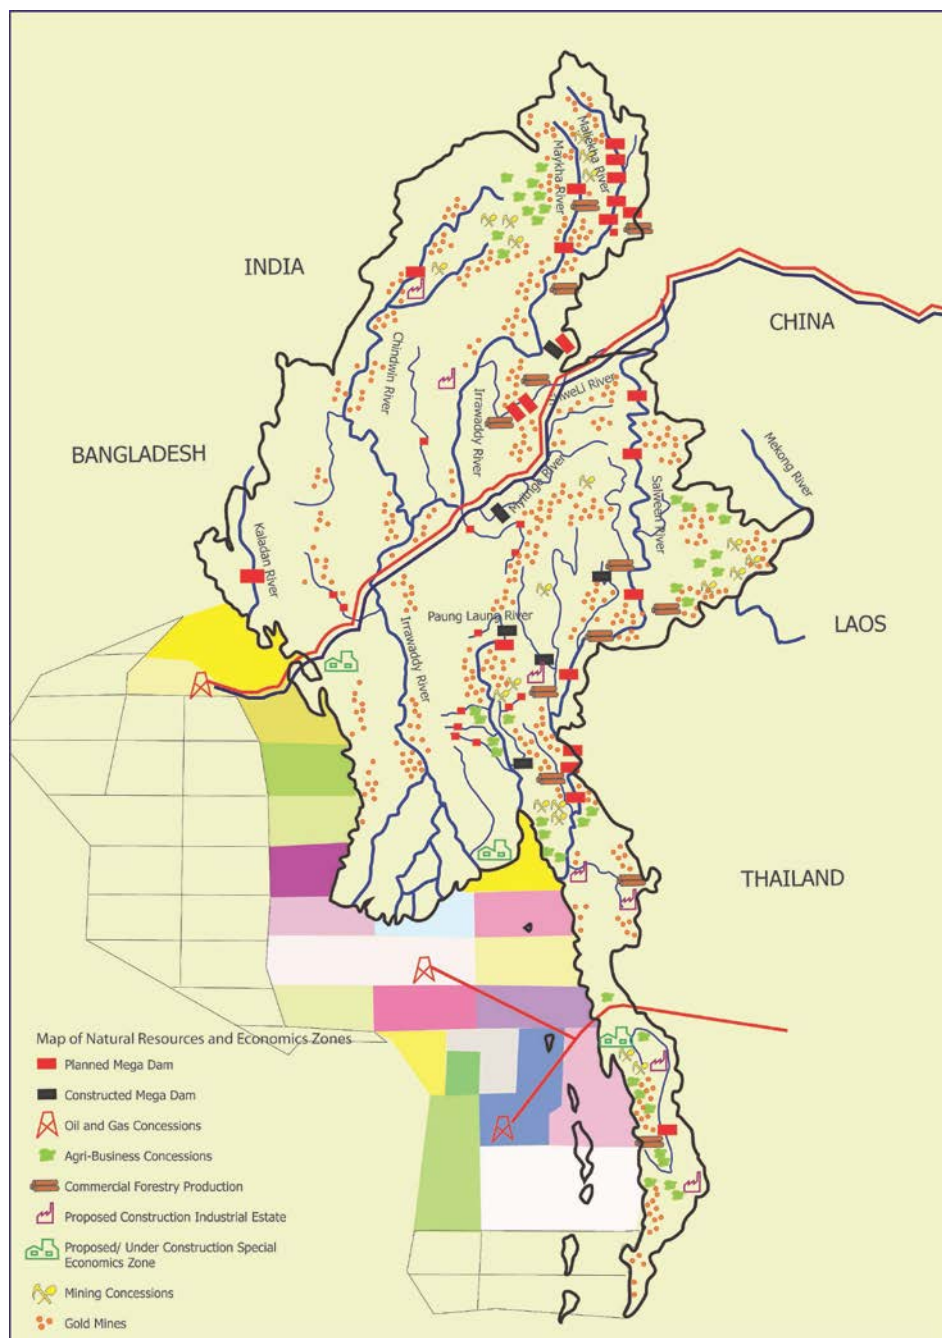 Maliekha River
Maykha River
INDIA
CHINA
Chindwin River
Irrawaddy River
ShweLi River
BANGLADESH
Mekong River
Myitnge River
Salween River
Kaladan River
Paung Laung River
LAOS
Irrawaddy River
THAILAND
Map of Natural Resources and Economics Zones
Planned Mega Dam
Constructed Mega Dam
Oil and Gas Concessions
Agri-Business Concessions
Commercial Forestry Production
Proposed Construction Industrial Estate
Proposed/ Under Construction Special
Economics Zone
Mining Concessions
Gold Mines